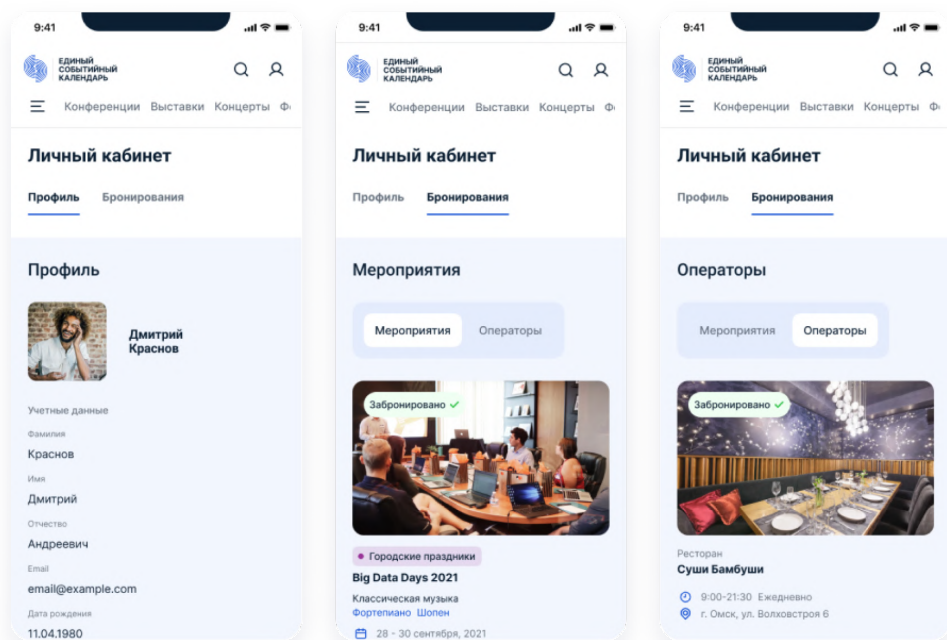 9:41
ЕДИНЫЙ
СОБЫТИЙНЫЙ
КАЛЕНДАРЬ
Конференции Выставки Концерты Ф
Личный кабинет
Профиль Бронирования
Профиль
Дмитрий
Краснов
Учетные данные
Фамилия
Краснов
Имя
Дмитрий
Отчество
Андреевич
Email
email@example.com
Дата рождения
11.04.1980
9:41
ЕДИНЫЙ
СОБЫТИЙНЫЙ
КАЛЕНДАРЬ
Конференции Выставки Концерты Ф
Личный кабинет
Профиль Бронирования
Мероприятия
Мероприятия Операторы
Забронировано
Городские праздники
Big Data Days 2021
Классическая музыка
Фортепиано Шопен
28 - 30 сентября, 2021
9:41
ЕДИНЫЙ
СОБЫТИЙНЫЙ
КАЛЕНДАРЬ
Конференции Выставки Концерты Ф
Личный кабинет
Профиль Бронирования
Операторы
Мероприятия Операторы
Забронировано
Ресторан
Суши Бамбуши
9:00-21:30 Ежедневно
г. Омск, ул. Волховстроя 6